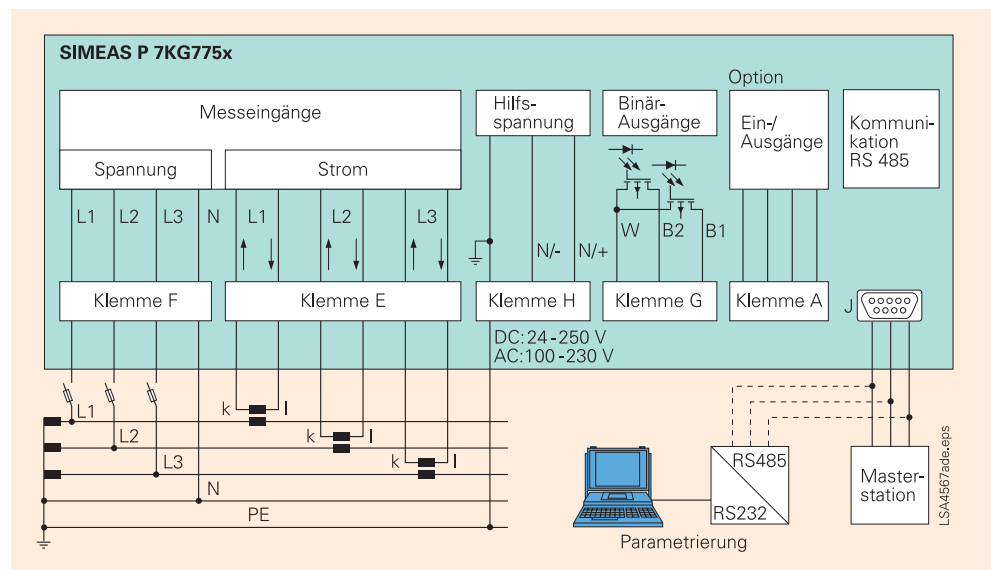 SIMEAS P 7KG775x
Option
Messeingänge
Hilfs-
spannung
Binär-
Ausgänge
Ein-/
Ausgänge
Kommuni-
kation
RS 485
Spannung
Strom
L1 L2 L3 N L1 L2 L3
N/- N/+
W B2 B1
Klemme F
Klemme E
Klemme H
Klemme G
Klemme A
J
DC: 24-250 V
AC: 100-230 V
L1
k l
L2
k l
L3
k l
N
PE
RS485
RS232
Parametrierung
Master-
station
LSA4567ade.eps